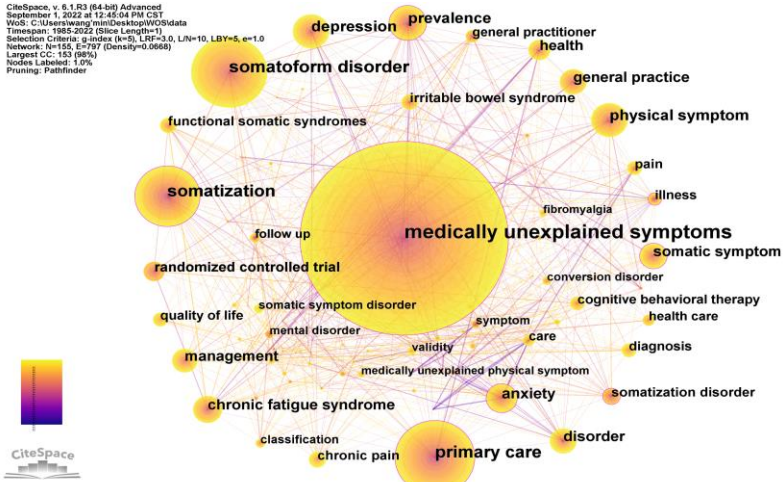 CiteSpace, v. 6.1.R3 (64-bit) Advanced
September 1, 2022 at 12:45:04 PM CST
WoS: C:\Users\wang'min\Desktop\WOS\data
Timespan: 1985-2022 (Slice Length=1)
Selection Criteria: g-index (k=5), LRF=3.0, L/N=10, LBY=5, e=1.0
Network: N=155, E=797 (Density=0.0668)
Largest CC: 153 (98%)
Nodes Labeled: 1.0%
Pruning: Pathfinder
depression
prevalence
general practitioner
health
somatoform disorder
general practice
irritable bowel syndrome
functional somatic syndromes
physical symptom
pain
somatization
illness
fibromyalgia
medically unexplained symptoms
follow up
somatic symptom
randomized controlled trial
conversion disorder
somatic symptom disorder
cognitive behavioral therapy
quality of life
health care
mental disorder
symptom
care
management
validity
diagnosis
medically unexplained physical symptom
anxiety
somatization disorder
chronic fatigue syndrome
classification
disorder
chronic pain
primary care
CiteSpace